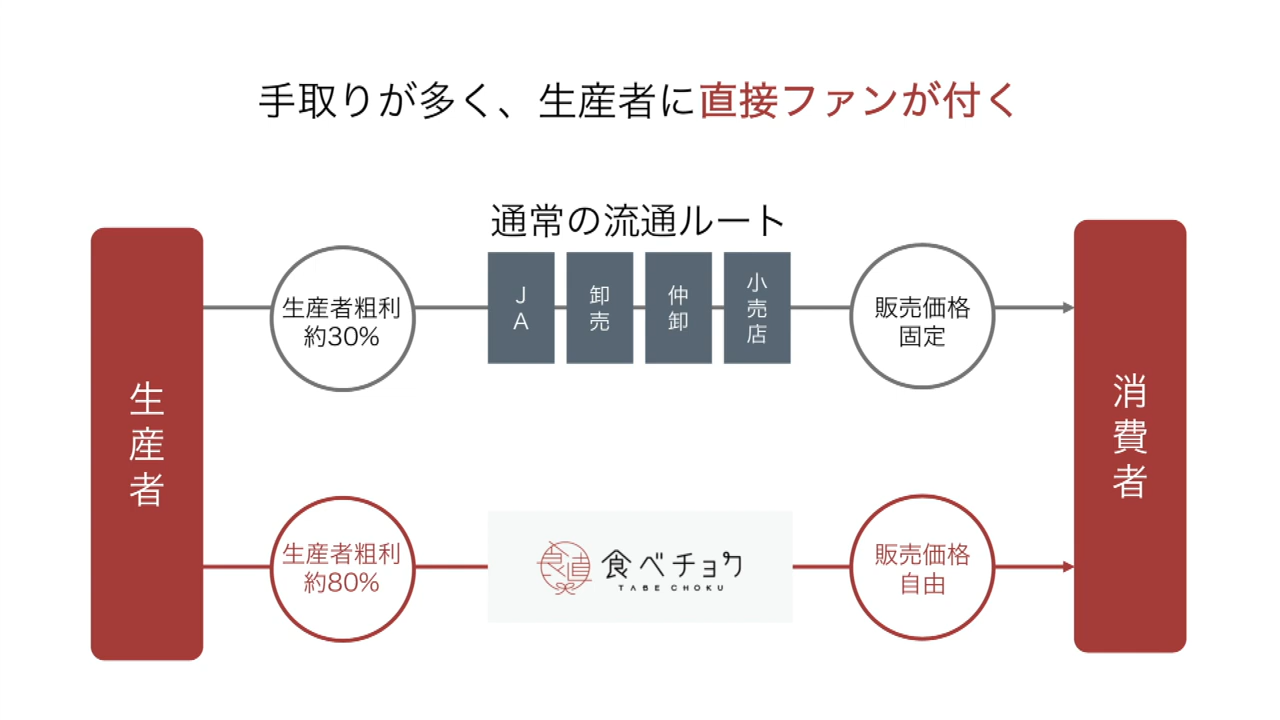 手取りが多く、生産者に直接ファンが付く
通常の流通ルート
生産者
生産者粗利
約30%
JA
卸売
仲卸
小売店
販売価格
固定
消費者
生産者粗利
約80%
食直
食べチョク
TABE CHOKU
販売価格
自由